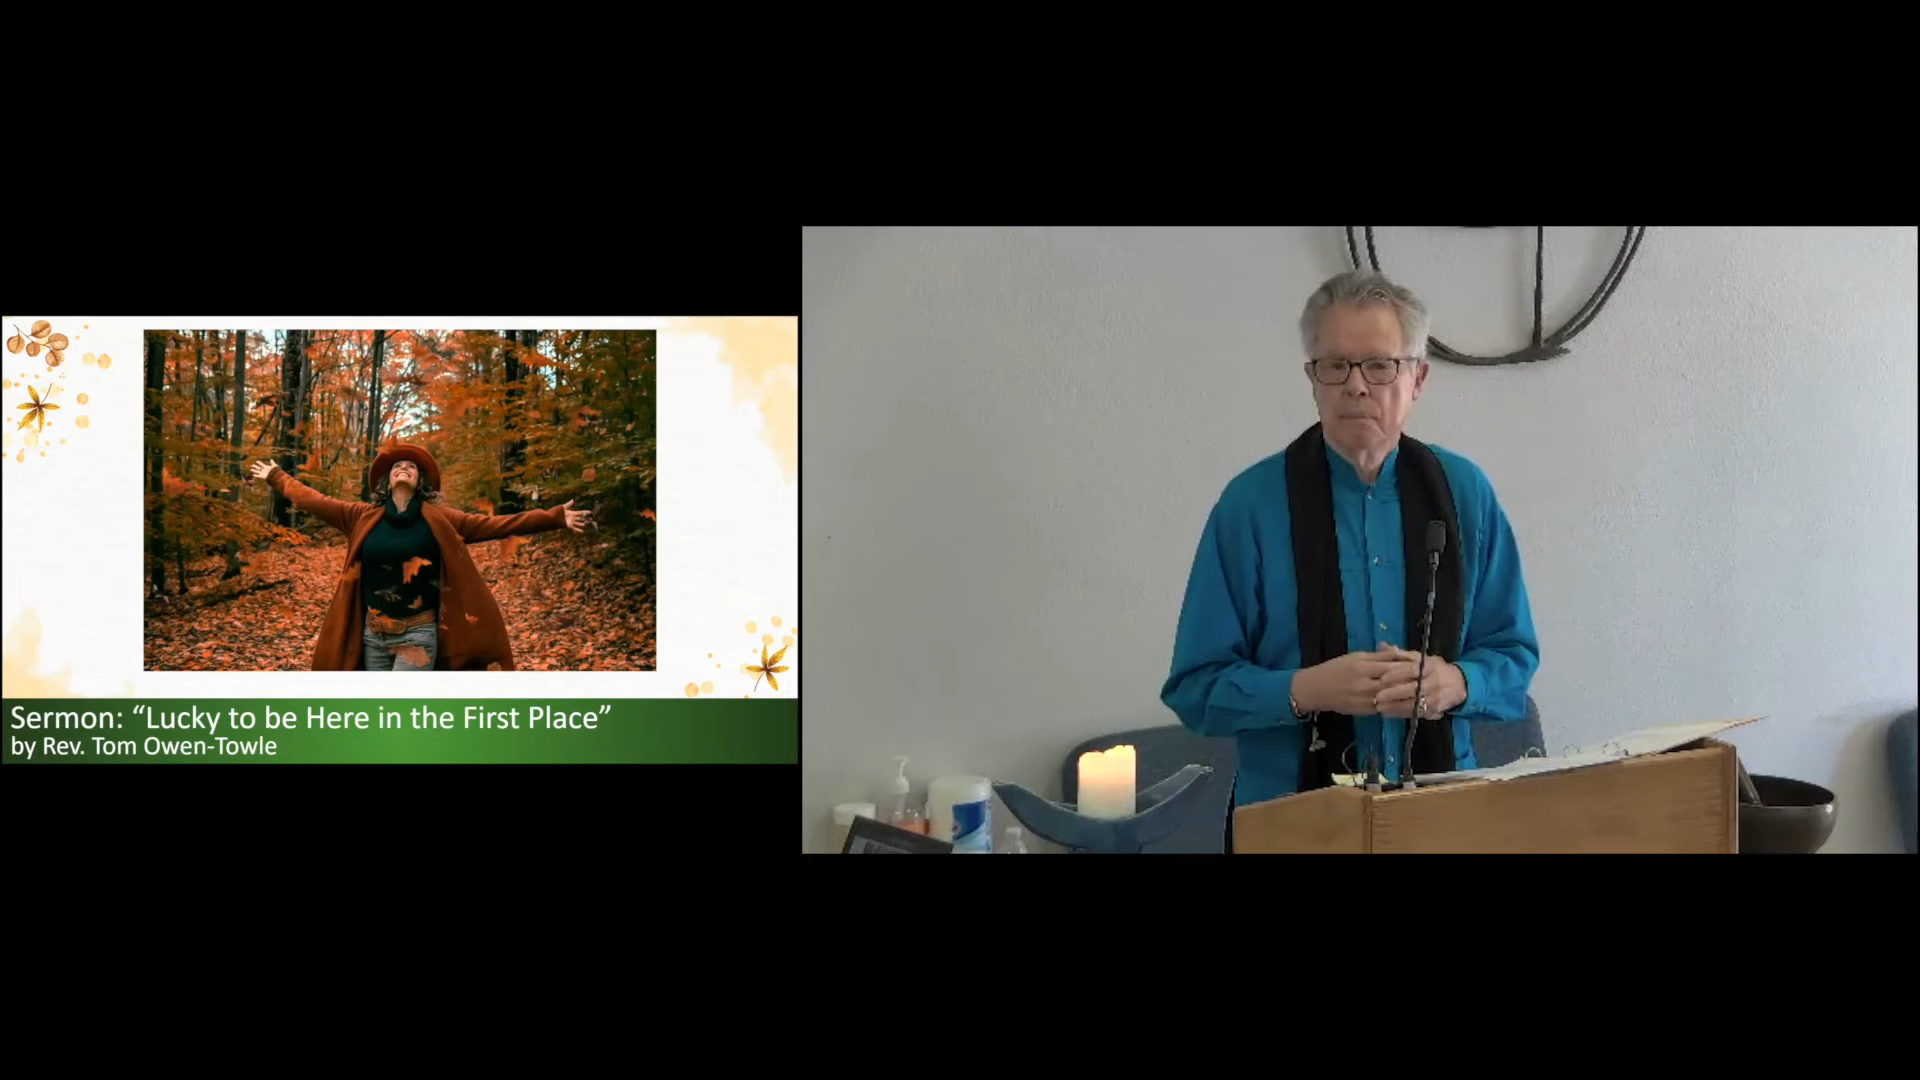 Sermon: “Lucky to be Here in the First Place”
by Rev. Tom Owen-Towle